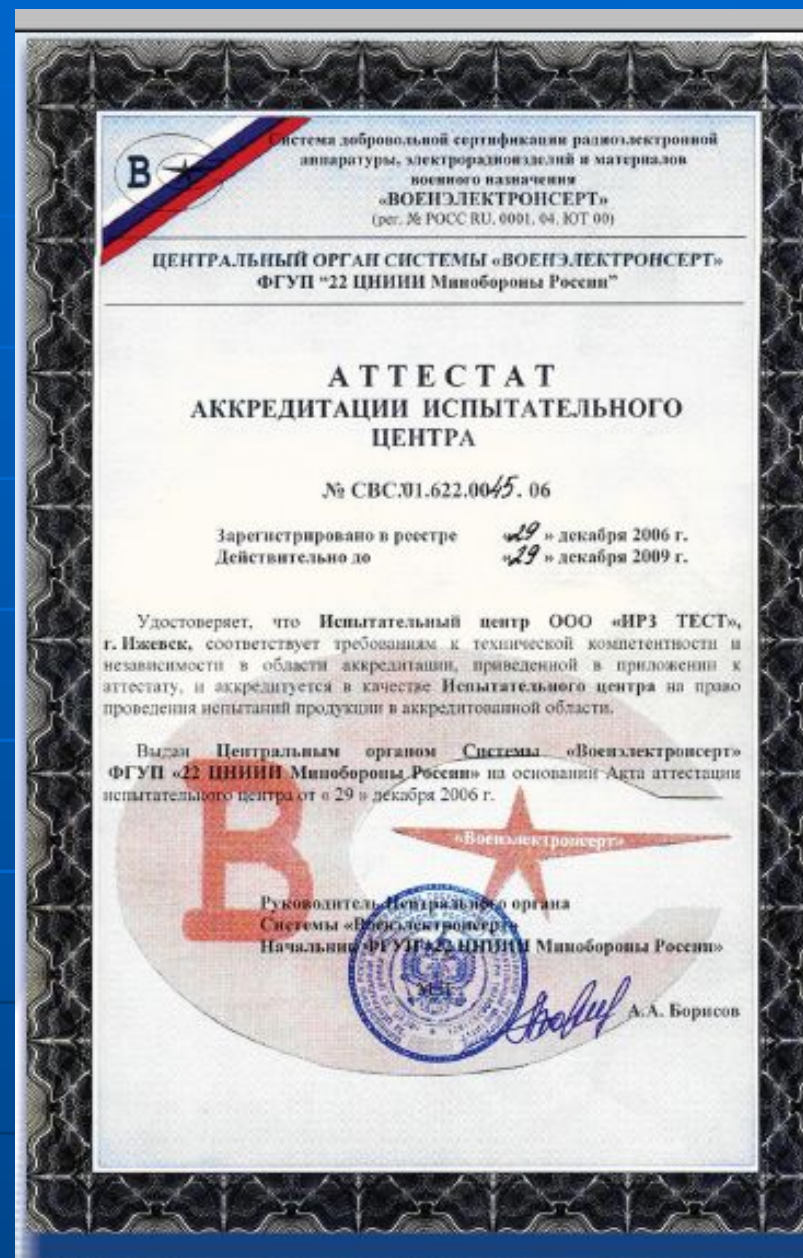 В
Система добровольной сертификации радиоэлектронной
аппаратуры, электрорадиоизделий и материалов
военного назначения
«ВОЕНЭЛЕКТРОНСЕРТ»
(рег. № РОСС RU. 0001. 04. ЮТ 00)
ЦЕНТРАЛЬНЫЙ ОРГАН СИСТЕМЫ «ВОЕНЭЛЕКТРОНСЕРТ»
ФГУП “22 ЦНИИИ Минобороны России”
АТТЕСТАТ
АККРЕДИТАЦИИ ИСПЫТАТЕЛЬНОГО
ЦЕНТРА
№ СВС.01.622.0045. 06
Зарегистрировано в реестре «29 » декабря 2006 г.
Действительно до «29 » декабря 2009 г.
Удостоверяет, что Испытательный центр ООО «ИРЗ ТЕСТ»,
г. Ижевск, соответствует требованиям к технической компетентности и
независимости в области аккредитации, приведенной в приложении к
аттестату, и аккредитуется в качестве Испытательного центра на право
проведения испытаний продукции в аккредитованной области.
Выдан Центральным органом Системы «Военэлектронсерт»
ФГУП «22 ЦНИИИ Минобороны России» на основании Акта аттестации
испытательного центра от « 29 » декабря 2006 г.
В
«Военэлектронсерт»
Руководитель Центрального органа
Системы «Военэлектронсерт»
Начальник ФГУП «22 ЦНИИИ Минобороны России»
А.А. Борисов